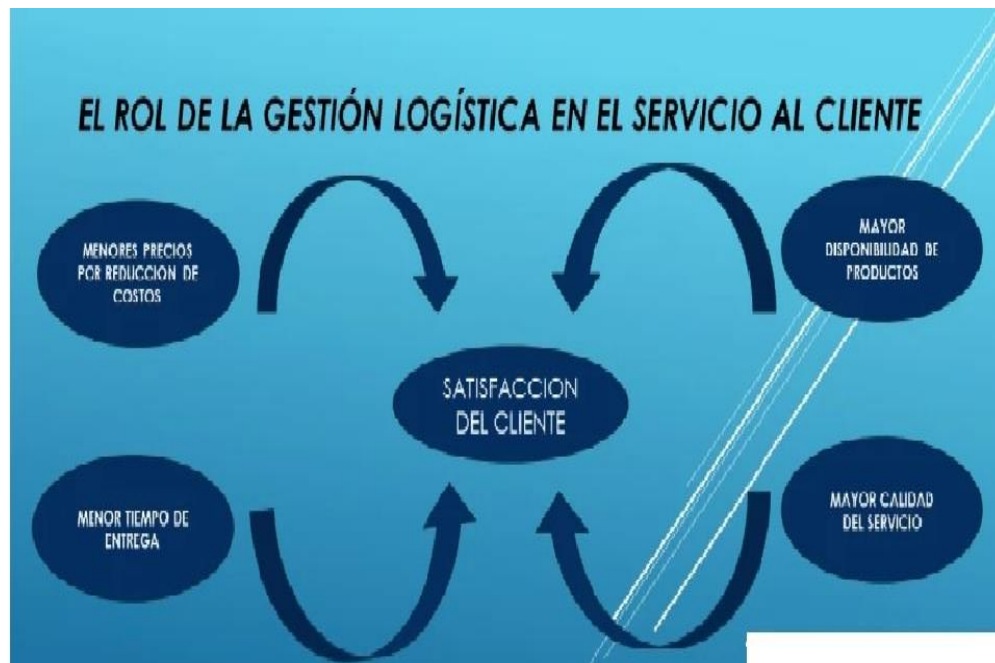 EL ROL DE LA GESTIÓN LOGÍSTICA EN EL SERVICIO AL CLIENTE
MENORES PRECIOS
POR REDUCCION DE
COSTOS
MAYOR
DISPONIBILIDAD DE
PRODUCTOS
SATISFACCION
DEL CLIENTE
MENOR TIEMPO DE
ENTREGA
MAYOR CALIDAD
DEL SERVICIO